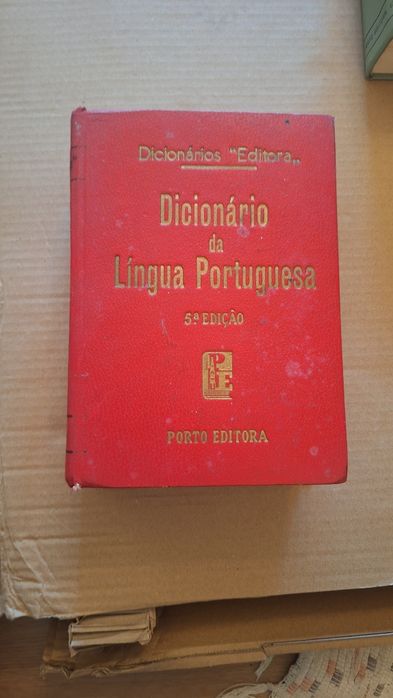 Dicionários "Editora„
Dicionário
da
Língua Portuguesa
5.ª EDIÇÃO
PE
PORTO EDITORA